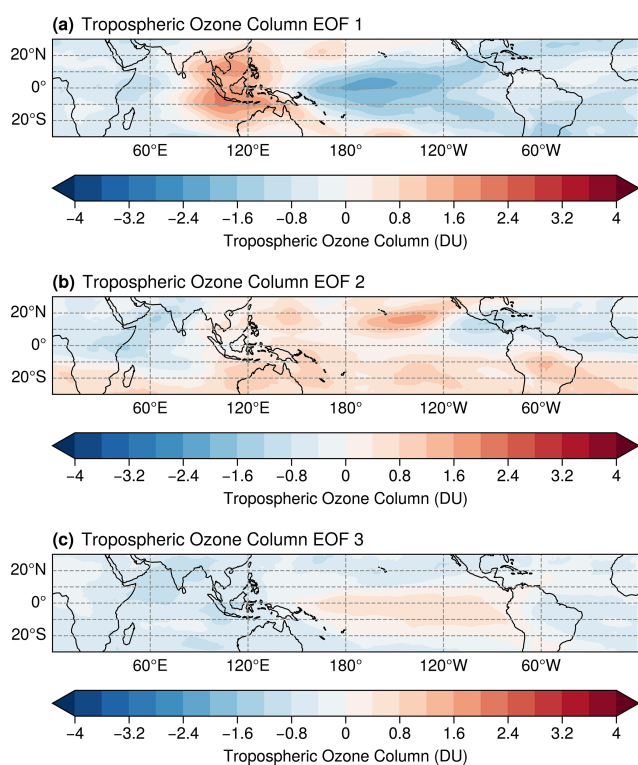 (a) Tropospheric Ozone Column EOF 1
20°N
0°
20°S
60°E 120°E 180° 120°W 60°W
−4 −3.2 −2.4 −1.6 −0.8 0 0.8 1.6 2.4 3.2 4
Tropospheric Ozone Column (DU)
(b) Tropospheric Ozone Column EOF 2
20°N
0°
20°S
60°E 120°E 180° 120°W 60°W
−4 −3.2 −2.4 −1.6 −0.8 0 0.8 1.6 2.4 3.2 4
Tropospheric Ozone Column (DU)
(c) Tropospheric Ozone Column EOF 3
20°N
0°
20°S
60°E 120°E 180° 120°W 60°W
−4 −3.2 −2.4 −1.6 −0.8 0 0.8 1.6 2.4 3.2 4
Tropospheric Ozone Column (DU)